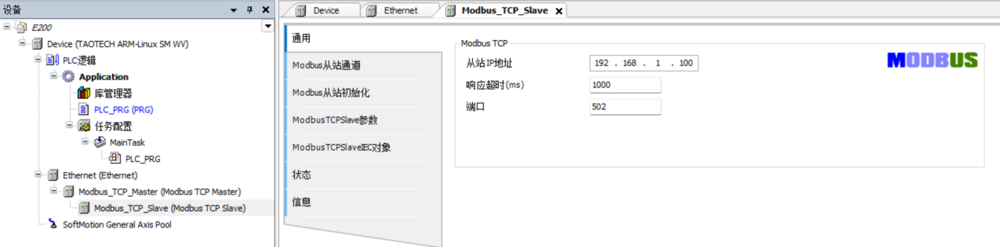 设备
E200
Device (TAOTECH ARM-Linux SM WV)
PLC逻辑
Application
库管理器
PLC_PRG (PRG)
任务配置
MainTask
PLC_PRG
Ethernet (Ethernet)
Modbus_TCP_Master (Modbus TCP Master)
Modbus_TCP_Slave (Modbus TCP Slave)
SoftMotion General Axis Pool
Device
Ethernet
Modbus_TCP_Slave
通用
Modbus从站通道
Modbus从站初始化
ModbusTCPSlave参数
ModbusTCPSlaveIEC对象
状态
信息
Modbus TCP
从站IP地址 192 . 168 . 1 . 100
响应超时(ms) 1000
端口 502
MODBUS